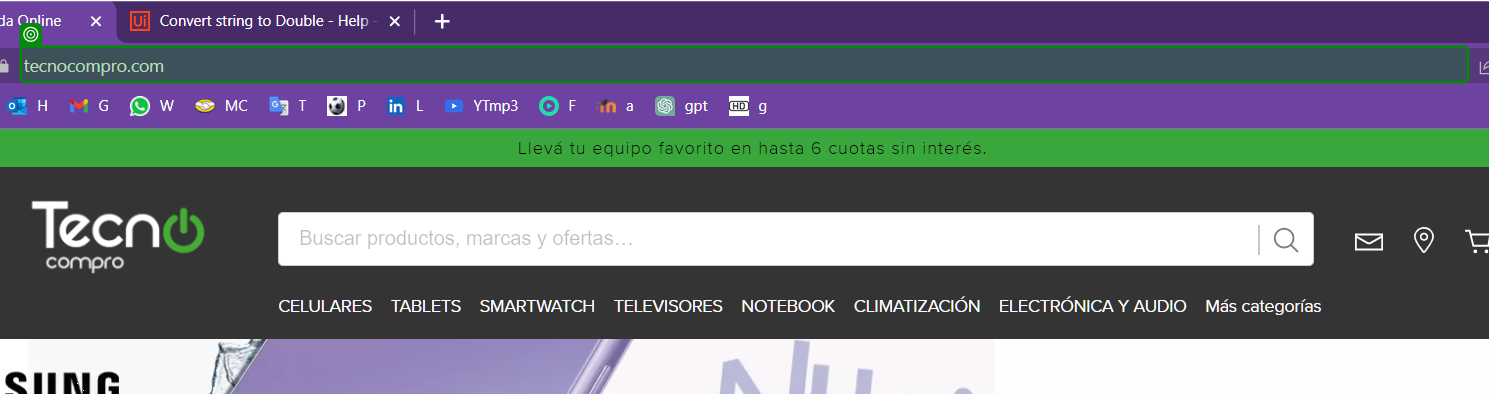 da Online
Convert string to Double - Help -
tecnocompro.com
H G W MC T P L YTmp3 F a gpt g
Llevá tu equipo favorito en hasta 6 cuotas sin interés.
Tecno
compro
Buscar productos, marcas y ofertas...
CELULARES TABLETS SMARTWATCH TELEVISORES NOTEBOOK CLIMATIZACIÓN ELECTRÓNICA Y AUDIO Más categorías
SUNG